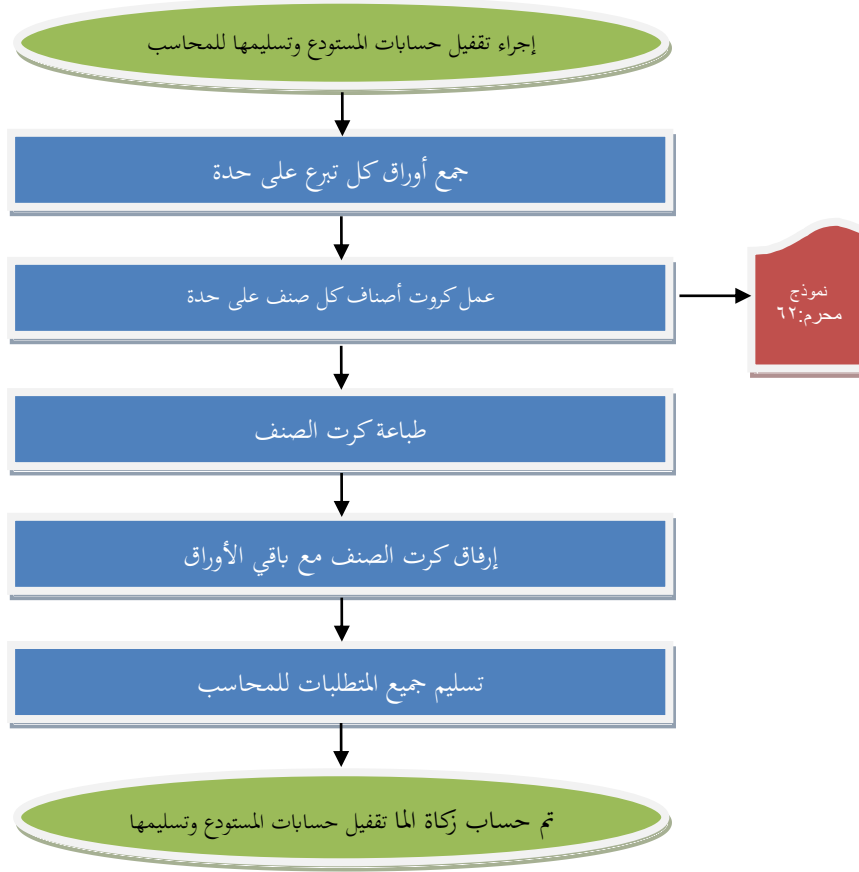 إجراء تقفيل حسابات المستودع وتسليمها للمحاسب
جمع أوراق كل تبرع على حدة
عمل كروت أصناف كل صنف على حدة
نموذج
محرم:٦٢
طباعة كرت الصنف
إرفاق كرت الصنف مع باقي الأوراق
تسليم جميع المتطلبات للمحاسب
تم حساب زكاة الما تقفيل حسابات المستودع وتسليمها